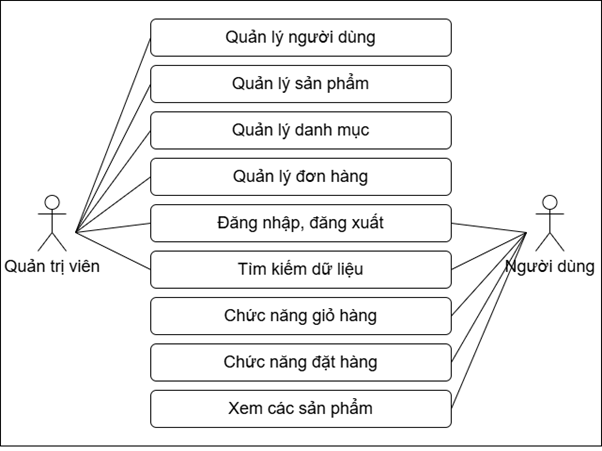 Quản lý người dùng
Quản lý sản phẩm
Quản lý danh mục
Quản lý đơn hàng
Đăng nhập, đăng xuất
Quản trị viên
Tìm kiếm dữ liệu
Người dùng
Chức năng giỏ hàng
Chức năng đặt hàng
Xem các sản phẩm